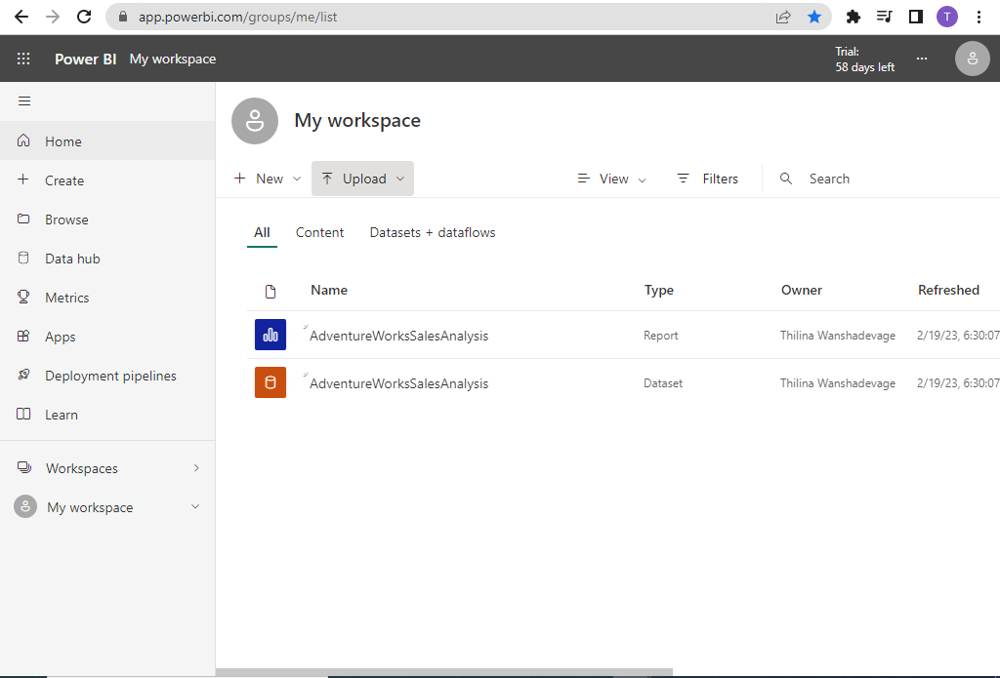 app.powerbi.com/groups/me/list
T
Power BI My workspace
Trial:
58 days left
My workspace
Home
Create
Browse
Data hub
Metrics
Apps
Deployment pipelines
Learn
Workspaces
My workspace
New Upload View Filters Search
All Content Datasets + dataflows
Name Type Owner Refreshed
AdventureWorksSalesAnalysis Report Thilina Wanshadevage 2/19/23, 6:30:07
AdventureWorksSalesAnalysis Dataset Thilina Wanshadevage 2/19/23, 6:30:07